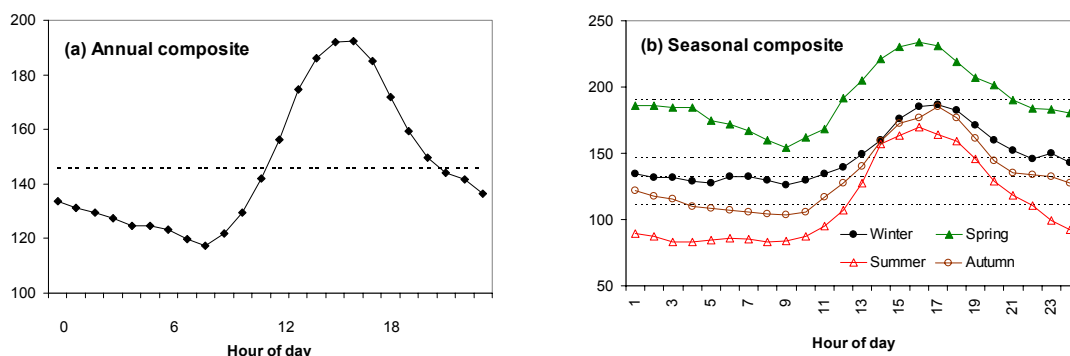 (a) Annual composite
200
180
160
140
120
100
0 6 12 18
Hour of day
(b) Seasonal composite
250
200
150
100
50
Winter Spring
Summer Autumn
1 3 5 7 9 11 13 15 17 19 21 23
Hour of day